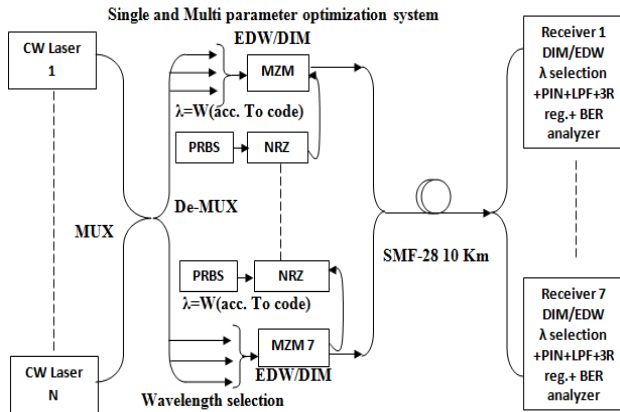 Single and Multi parameter optimization system
CW Laser
1
EDW/DIM
MZM
λ=W(acc. To code)
PRBS
NRZ
De-MUX
MUX
PRBS
NRZ
λ=W(acc. To code)
MZM 7
EDW/DIM
Wavelength selection
CW Laser
N
SMF-28 10 Km
Receiver 1
DIM/EDW
λ selection
+PIN+LPF+3R
reg.+ BER
analyzer
Receiver 7
DIM/EDW
λ selection
+PIN+LPF+3R
reg.+ BER
analyzer